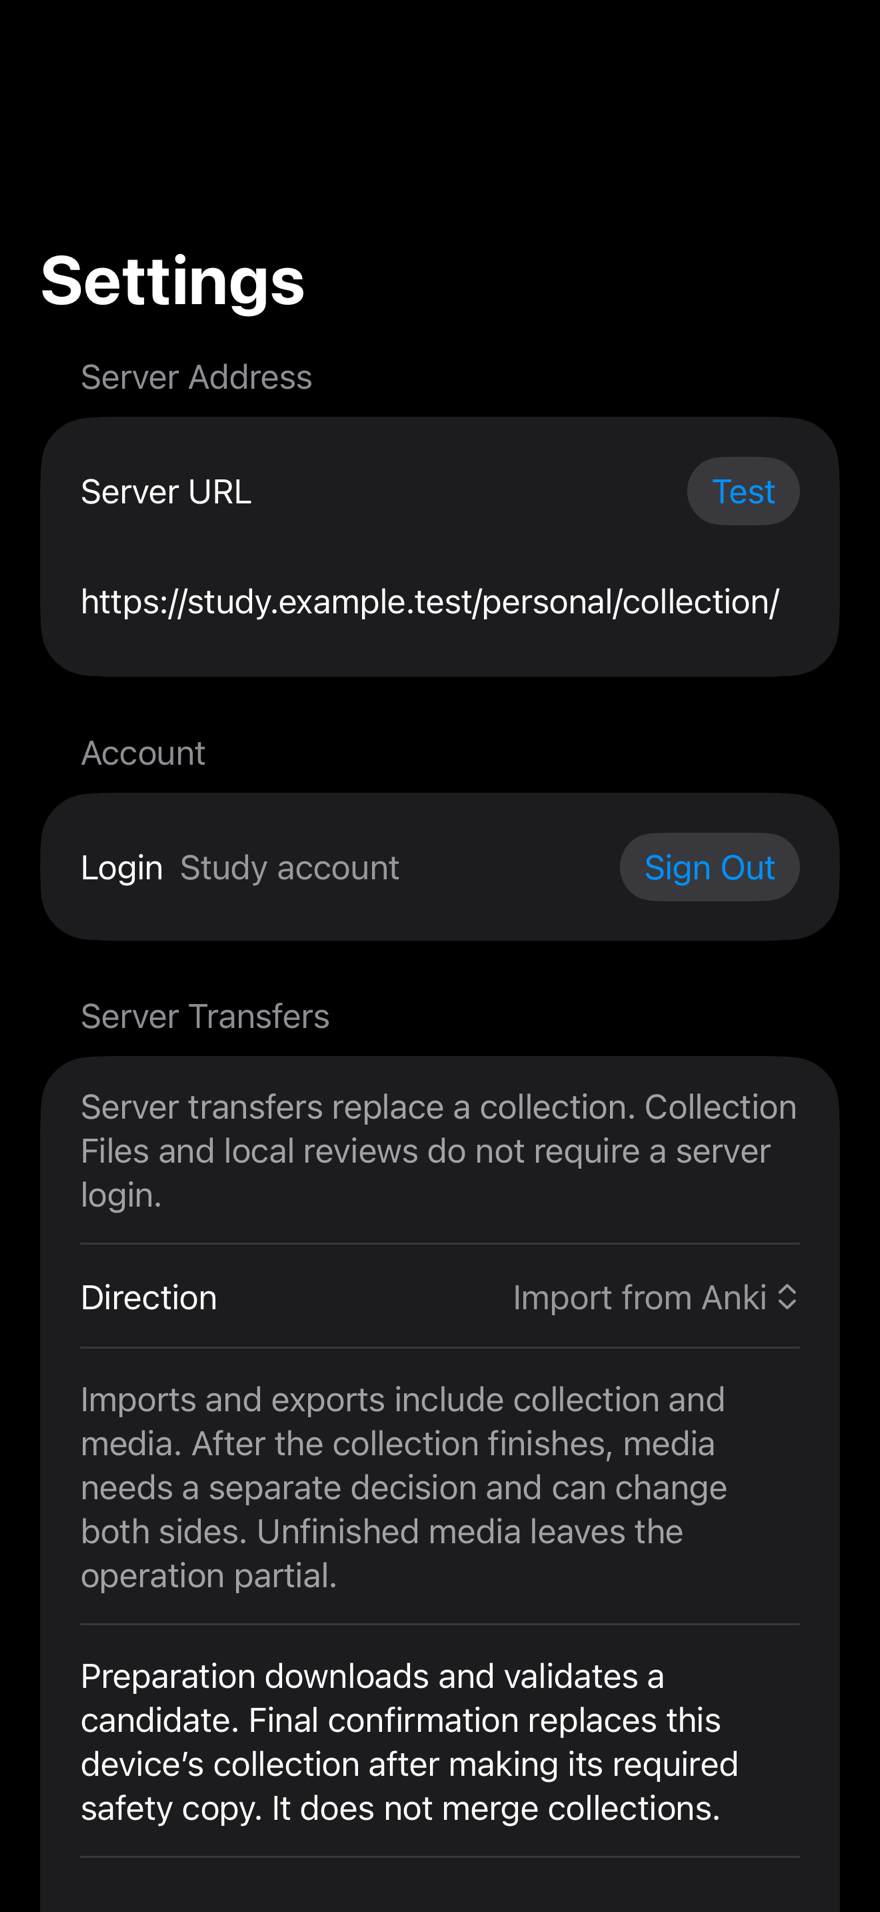 Settings
Server Address
Server URL
Test
https://study.example.test/personal/collection/
Account
Login Study account
Sign Out
Server Transfers
Server transfers replace a collection. Collection
Files and local reviews do not require a server
login.
Direction
Import from Anki
Imports and exports include collection and
media. After the collection finishes, media
needs a separate decision and can change
both sides. Unfinished media leaves the
operation partial.
Preparation downloads and validates a
candidate. Final confirmation replaces this
device’s collection after making its required
safety copy. It does not merge collections.